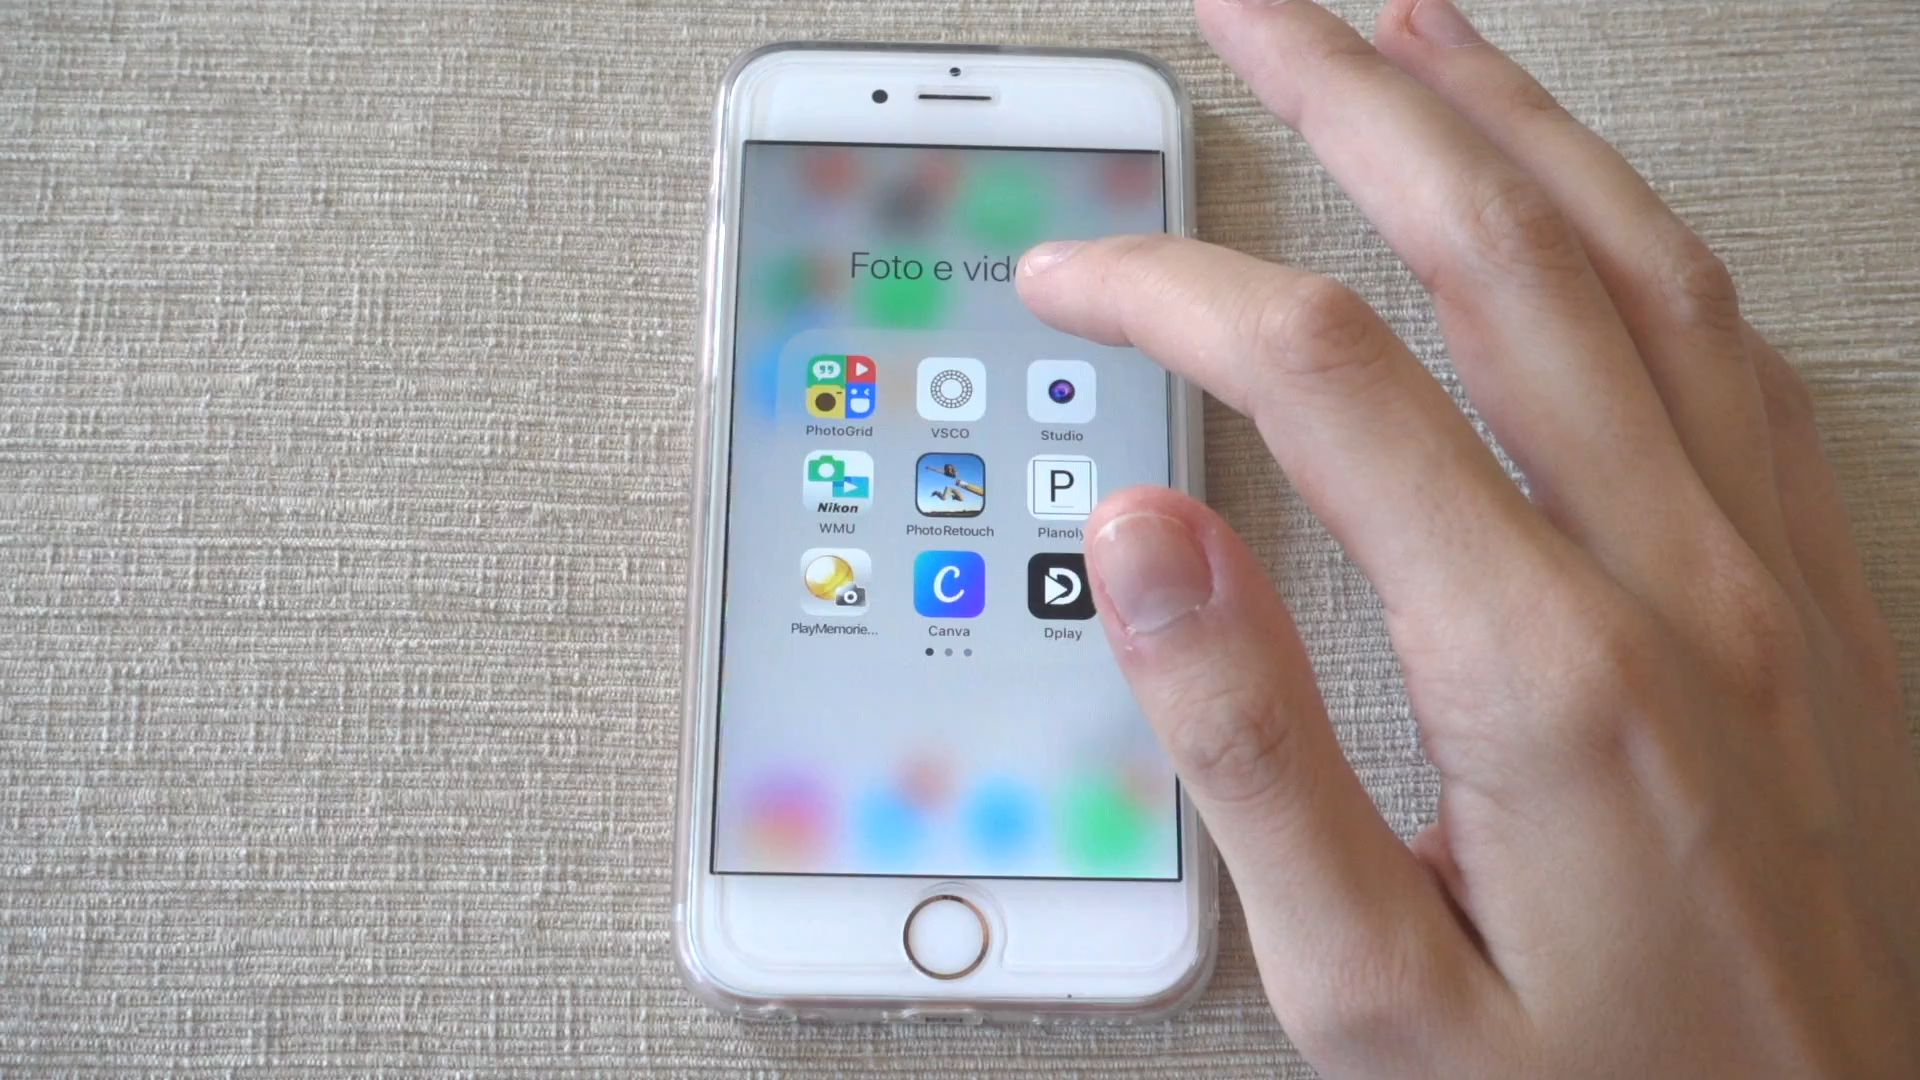 Foto e vid
PhotoGrid
VSCO
Studio
Nikon
WMU
PhotoRetouch
P
Planoly
PlayMemorie...
C
Canva
D
Dplay